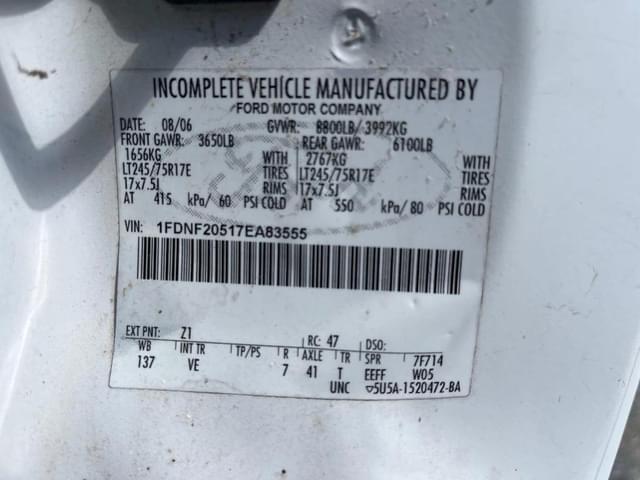 INCOMPLETE VEHICLE MANUFACTURED BY
FORD MOTOR COMPANY
DATE: 08/06 GVWR: 8800LB/ 3992KG
FRONT GAWR: 3650LB REAR GAWR: 6100LB
1656KG WITH 2767KG WITH
LT245/75R17E TIRES LT245/75R17E TIRES
17x7.5J RIMS 17x7.5J RIMS
AT 415 kPa/ 60 PSI COLD AT 550 kPa/ 80 PSI COLD
VIN: 1FDNF20517EA83555
EXT PNT: Z1 RC: 47 DSO:
WB INT TR TP/PS R AXLE TR SPR 7F714
137 VE 7 41 T EEFF W05
UNC ▽5U5A-1520472-BA